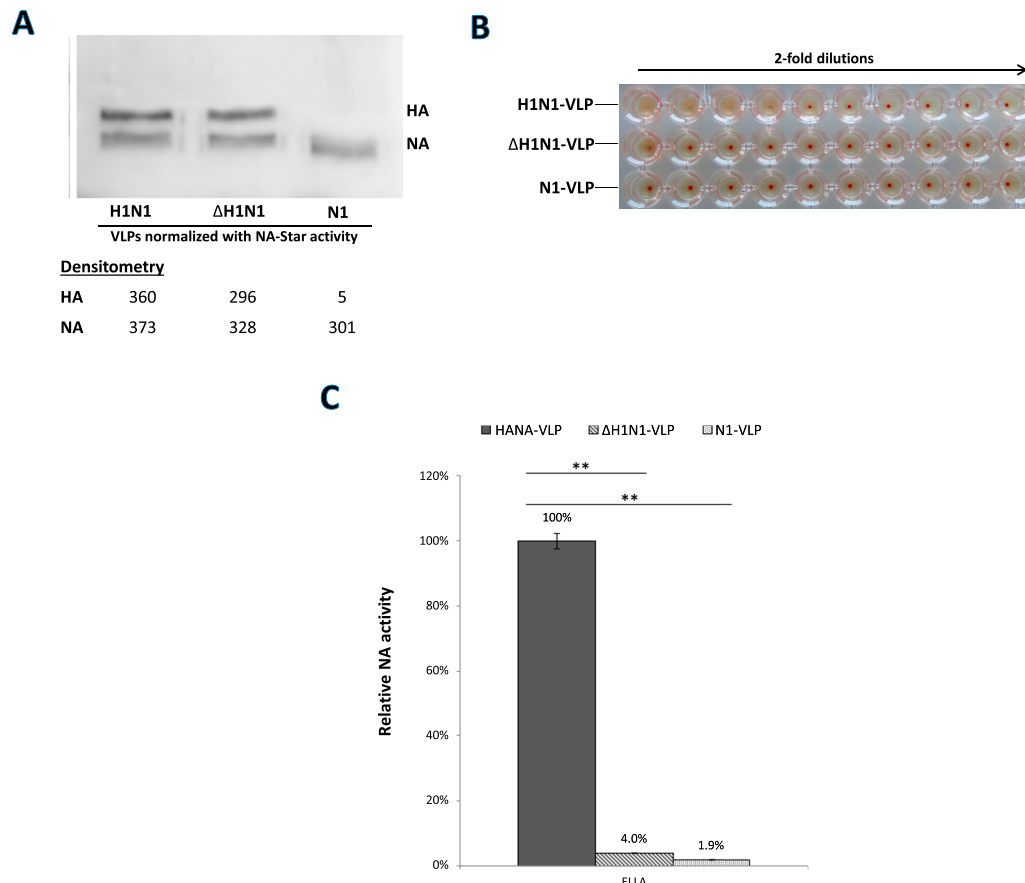 A
HA
NA
H1N1 ΔH1N1 N1
VLPs normalized with NA-Star activity
Densitometry
HA 360 296 5
NA 373 328 301
B
2-fold dilutions
H1N1-VLP
ΔH1N1-VLP
N1-VLP
C
HANA-VLP ΔH1N1-VLP N1-VLP
120%
100%
80%
60%
40%
20%
0%
Relative NA activity
**
**
100%
4.0%
1.9%
ELLA